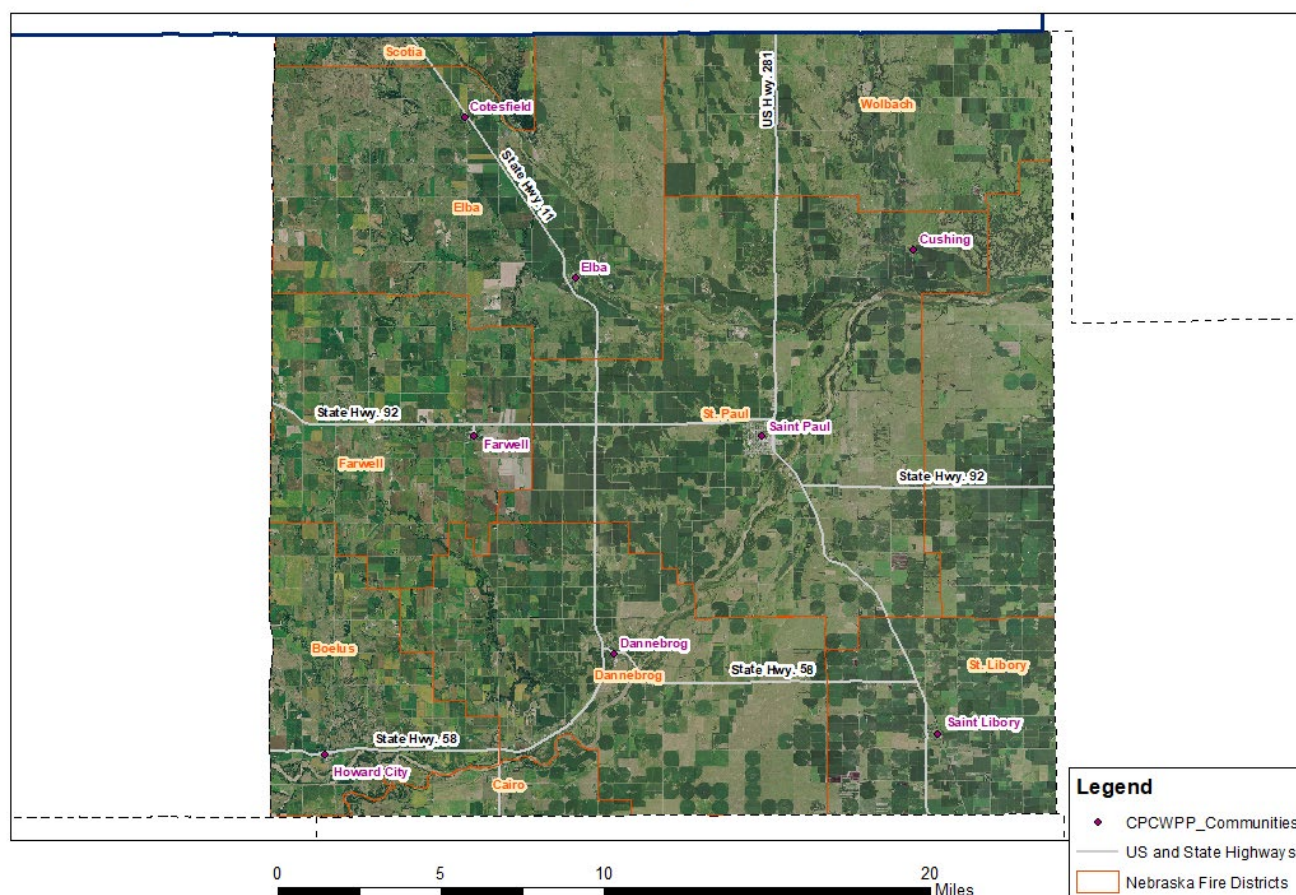 Scotia
Cotesfield
US Hwy. 281
Wolbach
State Hwy. 11
Elba
Cushing
Elba
State Hwy. 92
St. Paul
Saint Paul
Farwell
Farwell
State Hwy. 92
Dannebrog
Boelus
Dannebrog
State Hwy. 58
St. Libory
Saint Libory
State Hwy. 58
Howard City
Cairo
Legend
CPCWPP_Communities
US and State Highways
Nebraska Fire Districts
0 5 10 20
Miles